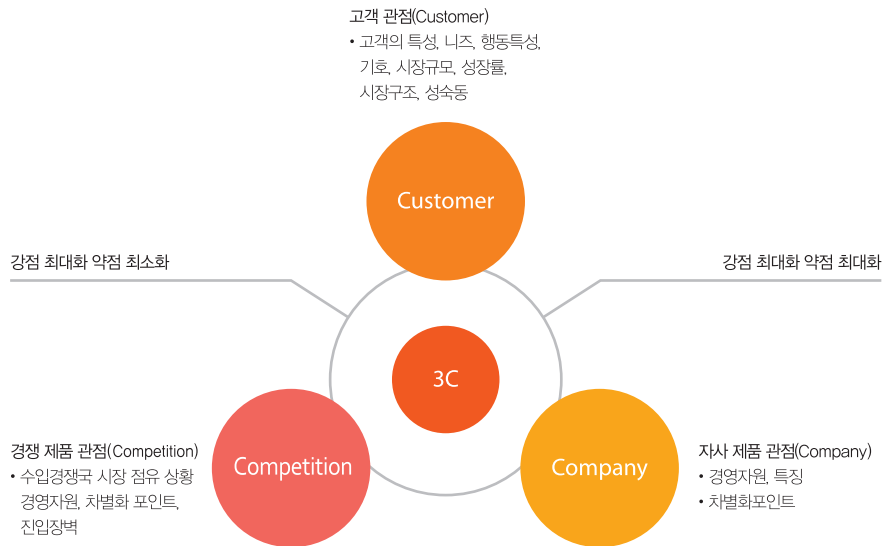 고객 관점(Customer)
• 고객의 특성, 니즈, 행동특성,
기호, 시장규모, 성장률,
시장구조, 성숙동
Customer
강점 최대화 약점 최소화
강점 최대화 약점 최대화
3C
경쟁 제품 관점(Competition)
• 수입경쟁국 시장 점유 상황
경영자원, 차별화 포인트,
진입장벽
Competition
Company
자사 제품 관점(Company)
• 경영자원, 특징
• 차별화포인트